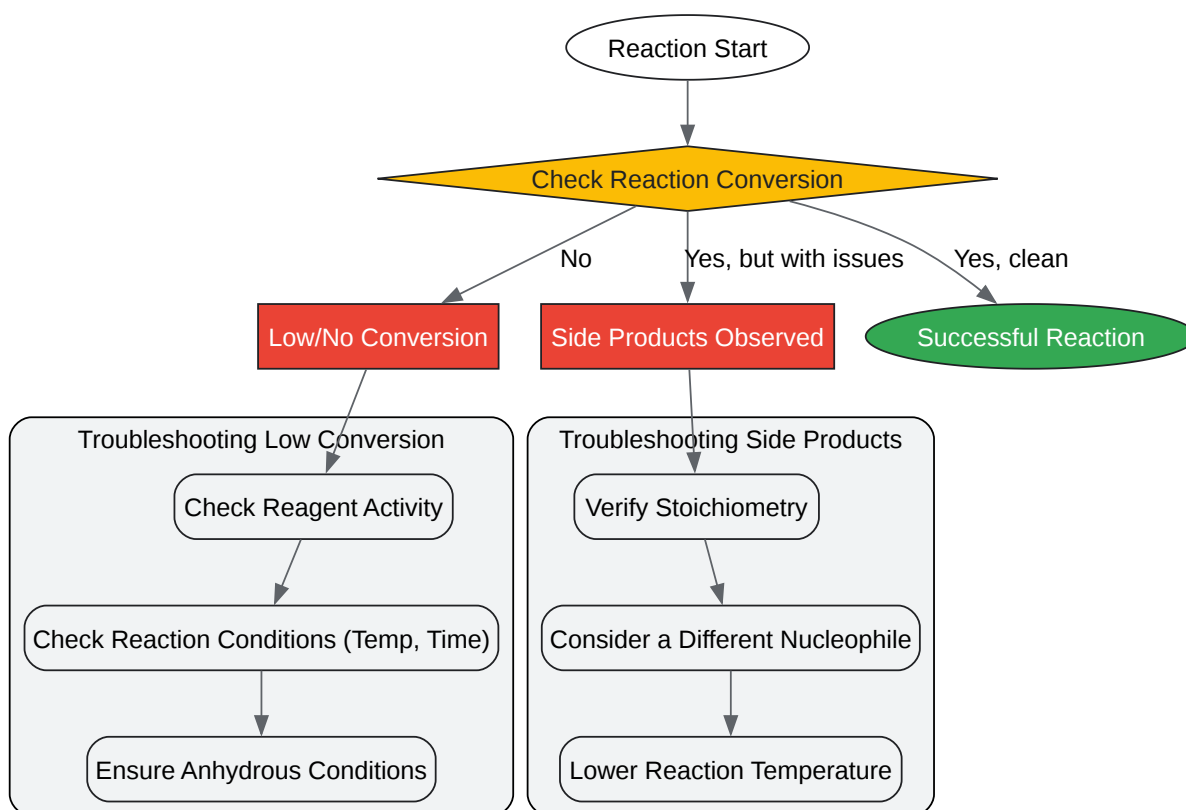 Reaction Start
Check Reaction Conversion
No
Yes, but with issues
Yes, clean
Low/No Conversion
Side Products Observed
Successful Reaction
Troubleshooting Low Conversion
Troubleshooting Side Products
Check Reagent Activity
Verify Stoichiometry
Check Reaction Conditions (Temp, Time)
Consider a Different Nucleophile
Ensure Anhydrous Conditions
Lower Reaction Temperature